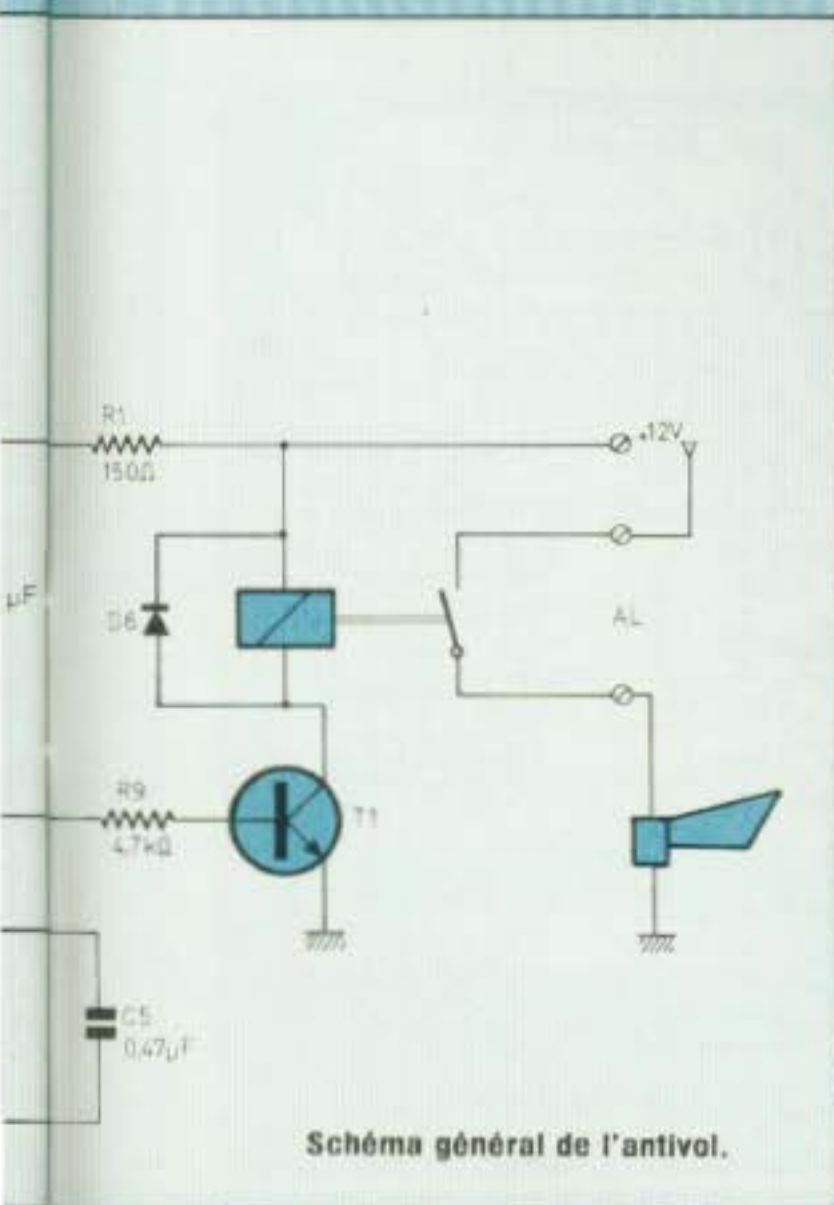 R1
150Ω
+12V
µF
D6
AL
R9
4,7kΩ
T1
C5
0,47µF
Schéma général de l'antivol.